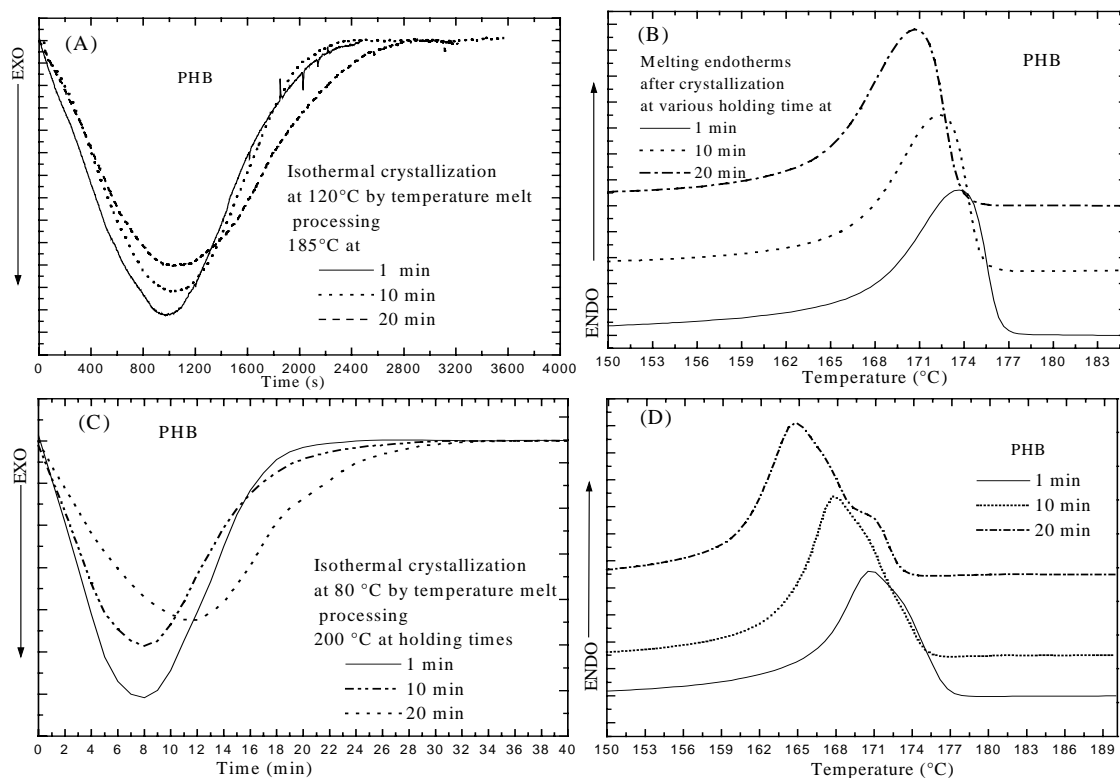 (A)
EXO
PHB
Isothermal crystallization
at 120°C by temperature melt
processing
185°C at
1 min
10 min
20 min
0 400 800 1200 1600 2000 2400 2800 3200 3600 4000
Time (s)
(B)
Melting endotherms
after crystallization
at various holding time at
1 min
10 min
20 min
PHB
ENDO
150 153 156 159 162 165 168 171 174 177 180 183
Temperature (°C)
(C)
PHB
EXO
Isothermal crystallization
at 80 °C by temperature melt
processing
200 °C at holding times
1 min
10 min
20 min
0 2 4 6 8 10 12 14 16 18 20 22 24 26 28 30 32 34 36 38 40
Time (min)
(D)
PHB
1 min
10 min
20 min
ENDO
150 153 156 159 162 165 168 171 174 177 180 183 186 189
Temperature (°C)